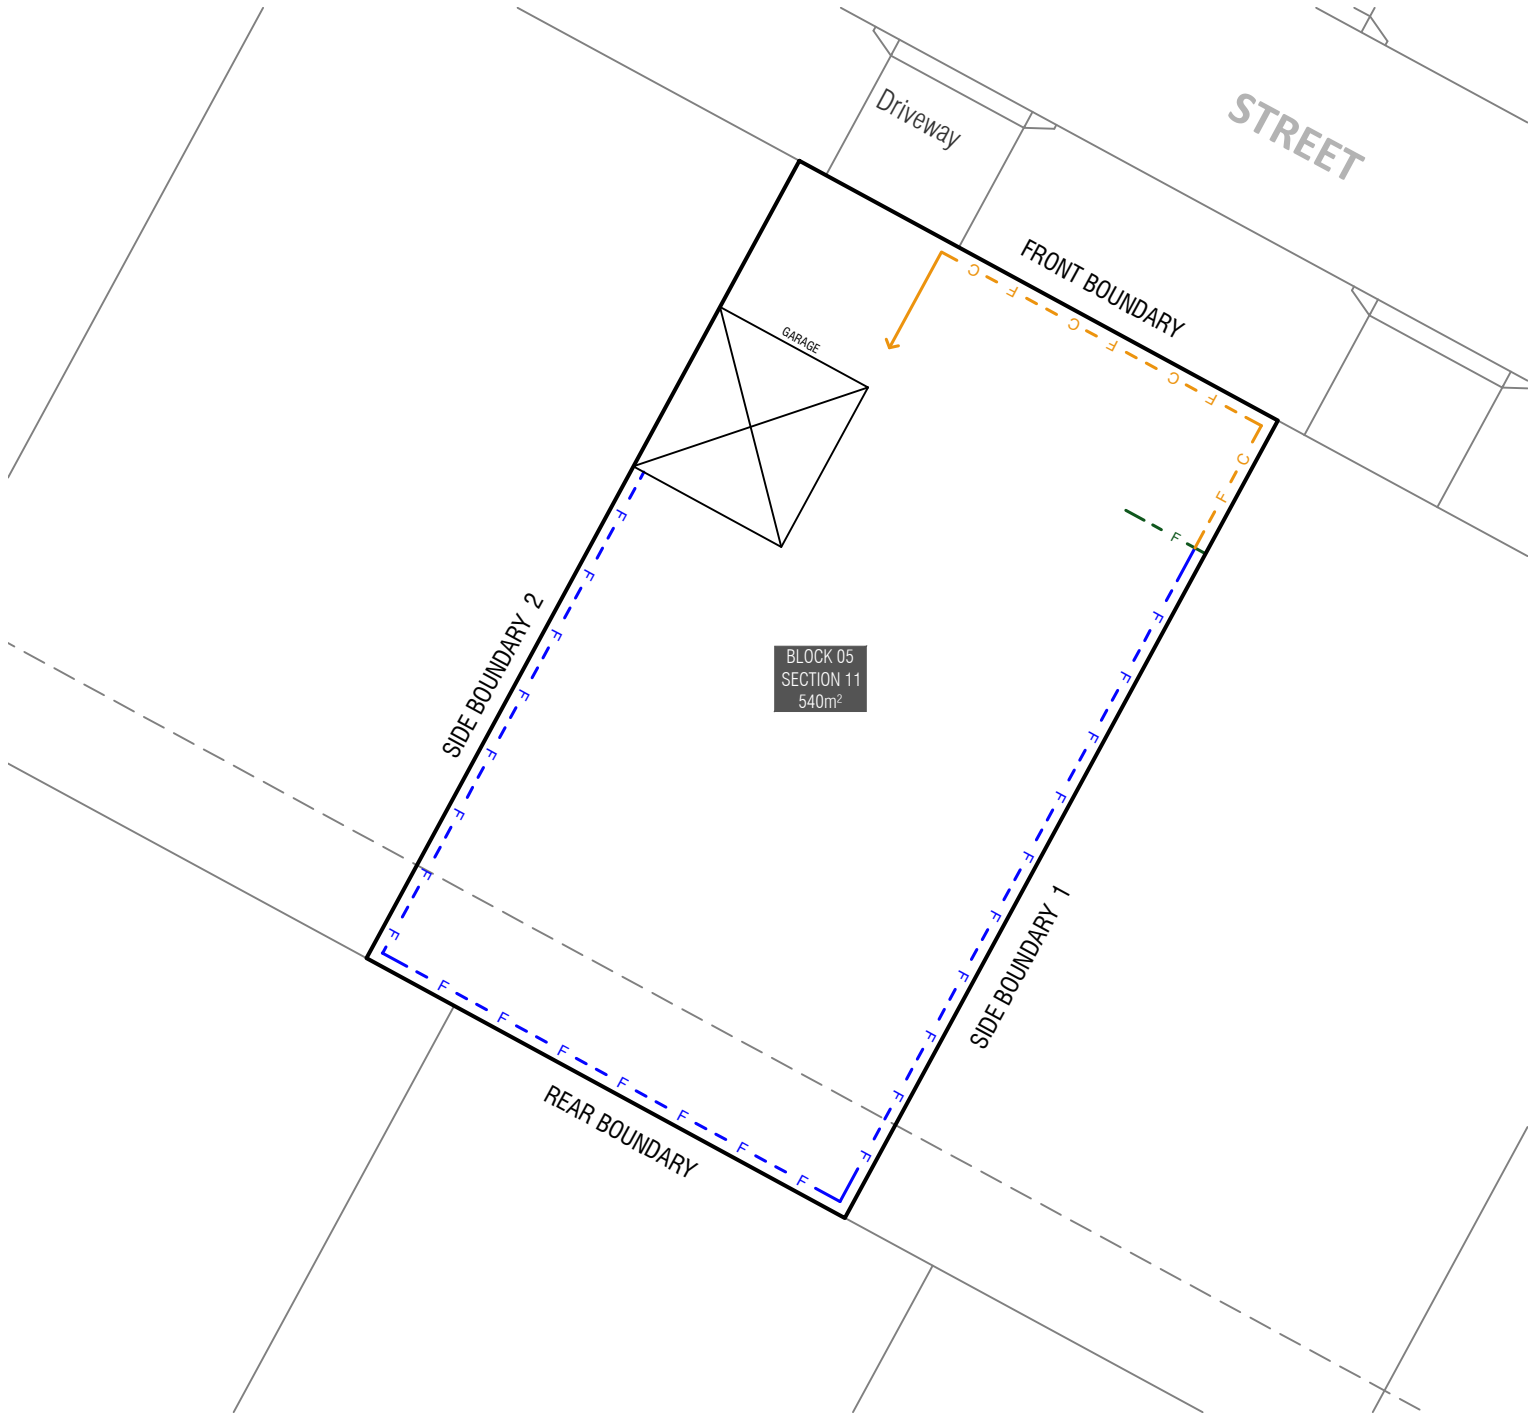 STREET
Driveway
FRONT BOUNDARY
C F C F C F
C F
GARAGE
F
F F F F F F F F
SIDE BOUNDARY 2
BLOCK 05
SECTION 11
540m²
F F F F F F F F F F
SIDE BOUNDARY 1
F F F F F F F
REAR BOUNDARY